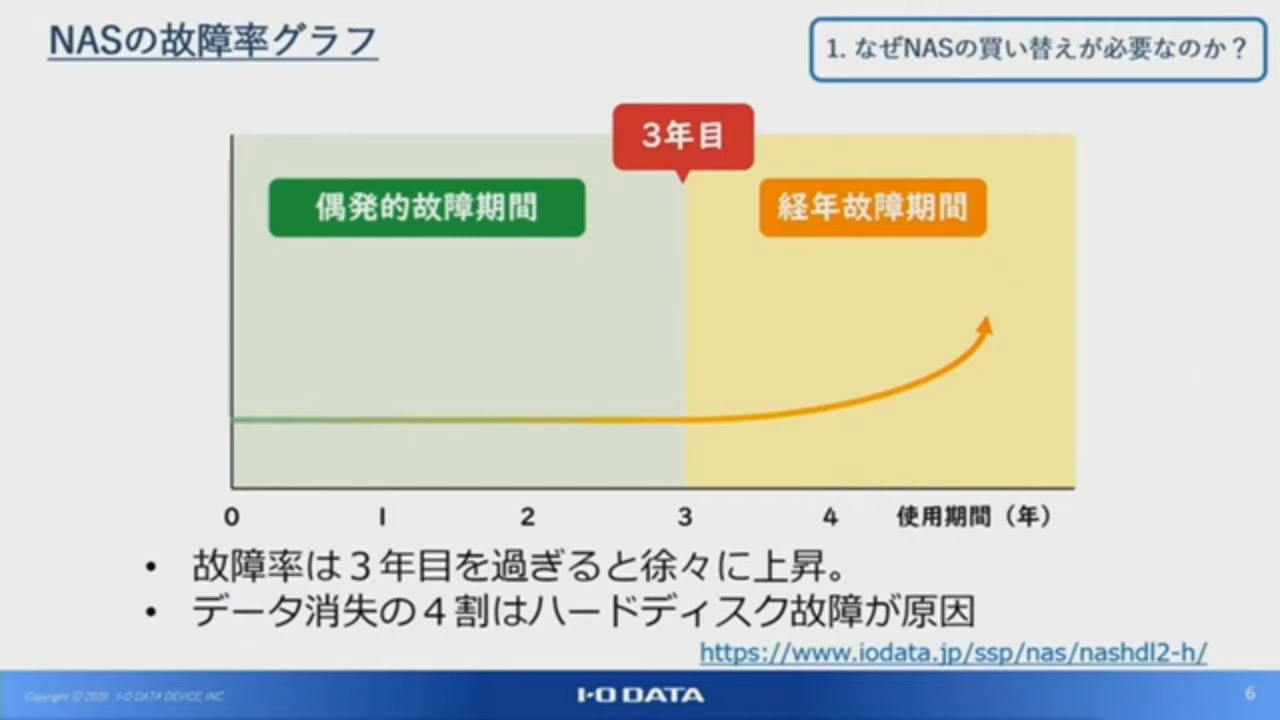 NASの故障率グラフ
1. なぜNASの買い替えが必要なのか？
3年目
偶発的故障期間
経年故障期間
0 1 2 3 4 使用期間（年）
• 故障率は３年目を過ぎると徐々に上昇。
• データ消失の４割はハードディスク故障が原因
https://www.iodata.jp/ssp/nas/nashdl2-h/
I-O DATA
6